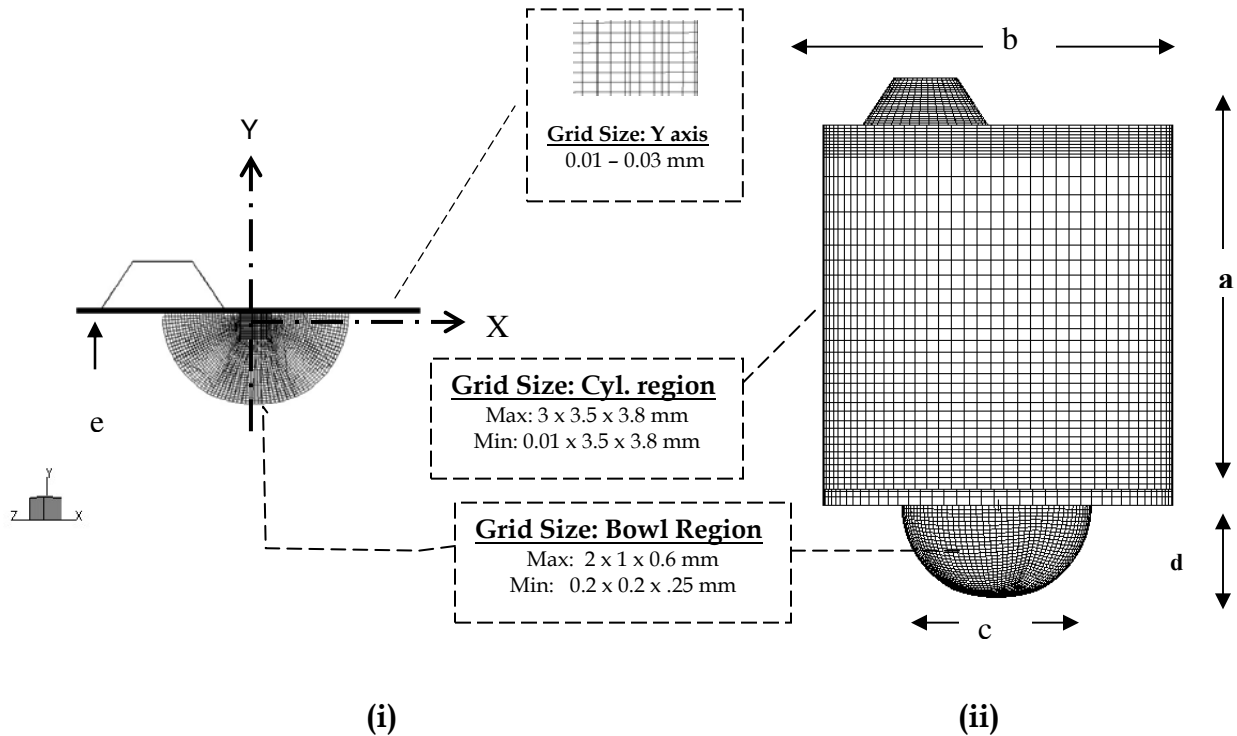 b
Y
Grid Size: Y axis
0.01 – 0.03 mm
a
X
Grid Size: Cyl. region
Max: 3 x 3.5 x 3.8 mm
Min: 0.01 x 3.5 x 3.8 mm
e
Y
Z
X
Grid Size: Bowl Region
Max: 2 x 1 x 0.6 mm
Min: 0.2 x 0.2 x .25 mm
d
c
(i)
(ii)